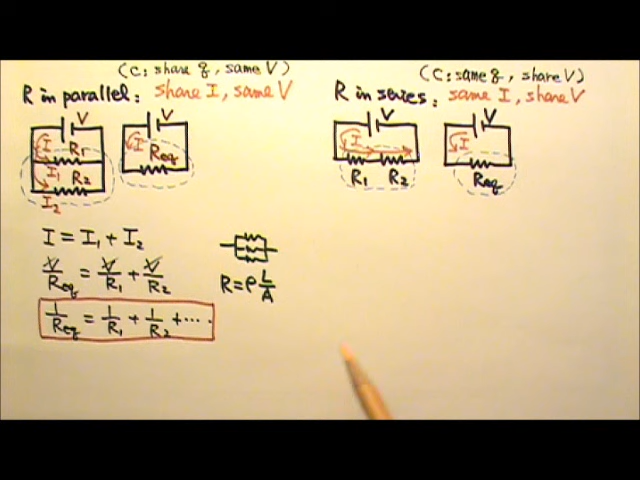 (C: share q, same V)
R in parallel: share I, same V
V
I R₁
I₁ R₂
I₂
V
I Req
I = I₁ + I₂
V/Req = V/R₁ + V/R₂
1/Req = 1/R₁ + 1/R₂ + ...
R = ρ L/A
(C: same q, share V)
R in series: same I, share V
V
I
R₁ R₂
V
I
Req